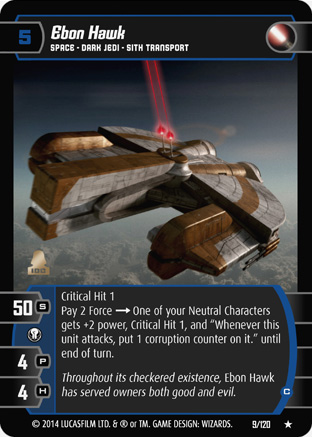 5
Ebon Hawk
SPACE - DARK JEDI - SITH TRANSPORT
50 S
4 P
4 H
Critical Hit 1
Pay 2 Force → One of your Neutral Characters
gets +2 power, Critical Hit 1, and “Whenever this
unit attacks, put 1 corruption counter on it.” until
end of turn.
Throughout its checkered existence, Ebon Hawk
has served owners both good and evil.
C
© 2014 LUCASFILM LTD. & ® OR TM. GAME DESIGN: WIZARDS.
9/120